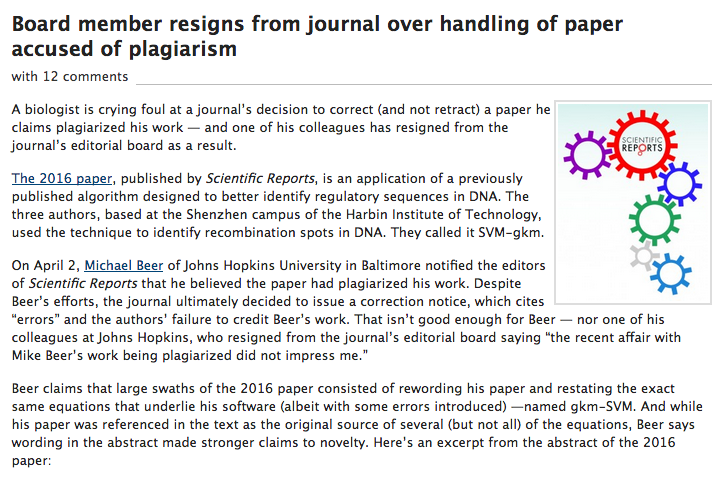 Board member resigns from journal over handling of paper
accused of plagiarism
with 12 comments
A biologist is crying foul at a journal’s decision to correct (and not retract) a paper he
claims plagiarized his work — and one of his colleagues has resigned from the
journal’s editorial board as a result.
SCIENTIFIC
REPORTS
The 2016 paper, published by Scientific Reports, is an application of a previously
published algorithm designed to better identify regulatory sequences in DNA. The
three authors, based at the Shenzhen campus of the Harbin Institute of Technology,
used the technique to identify recombination spots in DNA. They called it SVM-gkm.
On April 2, Michael Beer of Johns Hopkins University in Baltimore notified the editors
of Scientific Reports that he believed the paper had plagiarized his work. Despite
Beer’s efforts, the journal ultimately decided to issue a correction notice, which cites
“errors” and the authors’ failure to credit Beer’s work. That isn’t good enough for Beer — nor one of his
colleagues at Johns Hopkins, who resigned from the journal’s editorial board saying “the recent affair with
Mike Beer’s work being plagiarized did not impress me.”
Beer claims that large swaths of the 2016 paper consisted of rewording his paper and restating the exact
same equations that underlie his software (albeit with some errors introduced) —named gkm-SVM. And while
his paper was referenced in the text as the original source of several (but not all) of the equations, Beer says
wording in the abstract made stronger claims to novelty. Here’s an excerpt from the abstract of the 2016
paper: